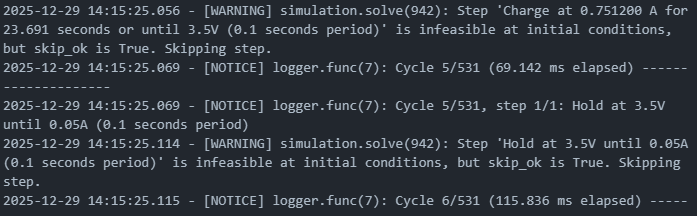 2025-12-29 14:15:25.056 - [WARNING] simulation.solve(942): Step 'Charge at 0.751200 A for
23.691 seconds or until 3.5V (0.1 seconds period)' is infeasible at initial conditions,
but skip_ok is True. Skipping step.
2025-12-29 14:15:25.069 - [NOTICE] logger.func(7): Cycle 5/531 (69.142 ms elapsed) ------
------------------
2025-12-29 14:15:25.069 - [NOTICE] logger.func(7): Cycle 5/531, step 1/1: Hold at 3.5V
until 0.05A (0.1 seconds period)
2025-12-29 14:15:25.114 - [WARNING] simulation.solve(942): Step 'Hold at 3.5V until 0.05A
(0.1 seconds period)' is infeasible at initial conditions, but skip_ok is True. Skipping
step.
2025-12-29 14:15:25.115 - [NOTICE] logger.func(7): Cycle 6/531 (115.836 ms elapsed) -----